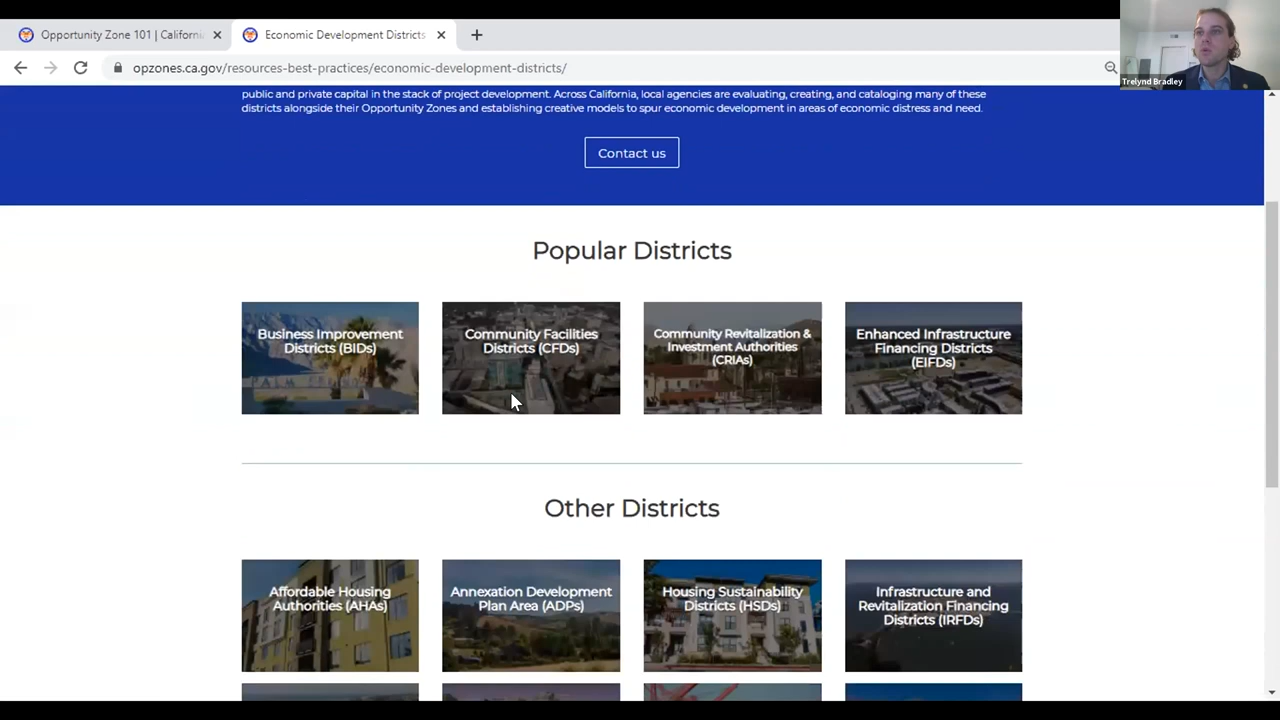 Opportunity Zone 101 | Californi
Economic Development Districts
opzones.ca.gov/resources-best-practices/economic-development-districts/
Trelynd Bradley
public and private capital in the stack of project development. Across California, local agencies are evaluating, creating, and cataloging many of these
districts alongside their Opportunity Zones and establishing creative models to spur economic development in areas of economic distress and need.
Contact us
Popular Districts
Business Improvement
Districts (BIDs)
Community Facilities
Districts (CFDs)
Community Revitalization &
Investment Authorities
(CRIAs)
Enhanced Infrastructure
Financing Districts
(EIFDs)
Other Districts
Affordable Housing
Authorities (AHAs)
Annexation Development
Plan Area (ADPs)
Housing Sustainability
Districts (HSDs)
Infrastructure and
Revitalization Financing
Districts (IRFDs)